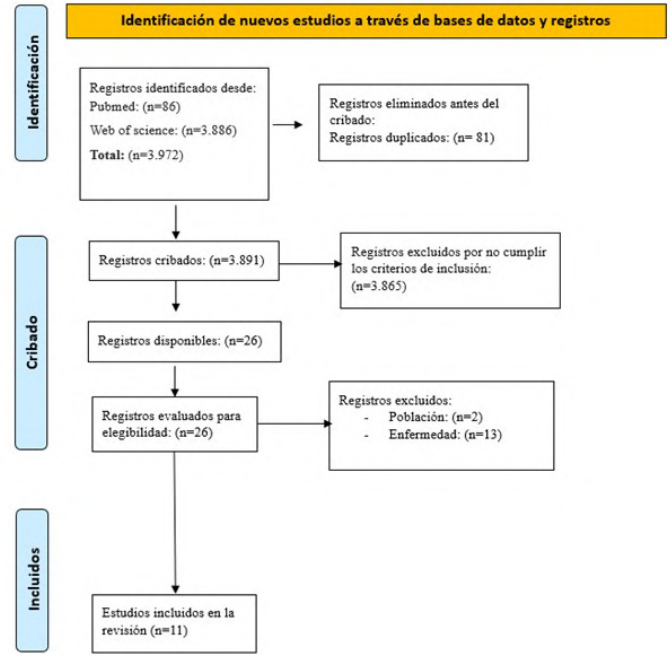 Identificación de nuevos estudios a través de bases de datos y registros
Identificación
Registros identificados desde:
Pubmed: (n=86)
Web of science: (n=3.886)
Total: (n=3.972)
Registros eliminados antes del
cribado:
Registros duplicados: (n= 81)
Cribado
Registros cribados: (n=3.891)
Registros excluidos por no cumplir
los criterios de inclusión:
(n=3.865)
Registros disponibles: (n=26)
Registros evaluados para
elegibilidad: (n=26)
Registros excluidos:
- Población: (n=2)
- Enfermedad: (n=13)
Incluidos
Estudios incluidos en la
revisión (n=11)